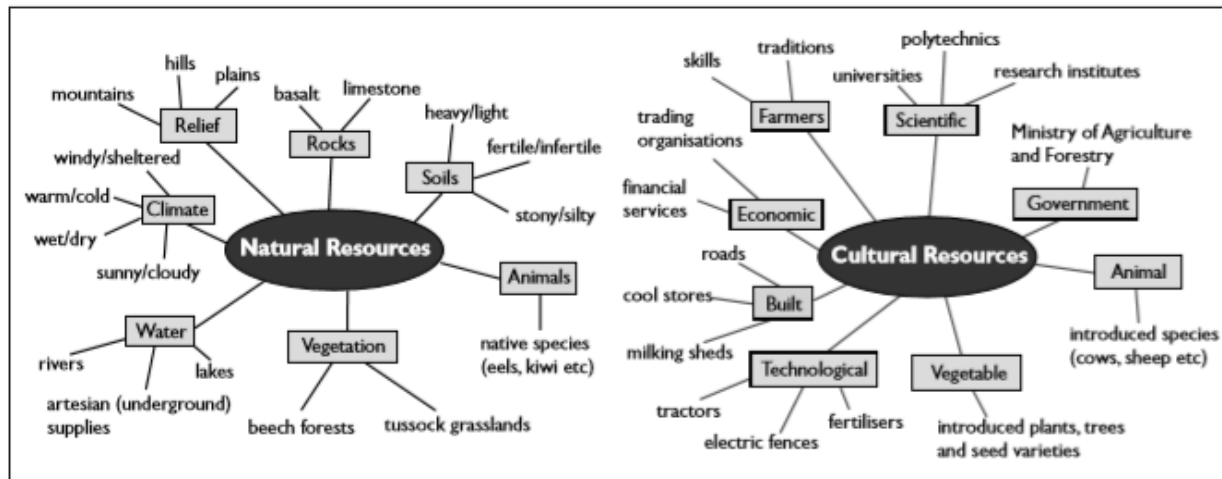 hills
plains
mountains
Relief
basalt
limestone
Rocks
heavy/light
fertile/infertile
Soils
stony/silty
windy/sheltered
warm/cold
Climate
wet/dry
sunny/cloudy
Natural Resources
Animals
native species
(eels, kiwi etc)
Water
rivers
lakes
artesian (underground)
supplies
Vegetation
beech forests
tussock grasslands
skills
traditions
Farmers
polytechnics
universities
research institutes
Scientific
trading
organisations
financial
services
Economic
Ministry of Agriculture
and Forestry
Government
Cultural Resources
roads
cool stores
Built
milking sheds
Animal
introduced species
(cows, sheep etc)
Technological
tractors
electric fences
fertilisers
Vegetable
introduced plants, trees
and seed varieties